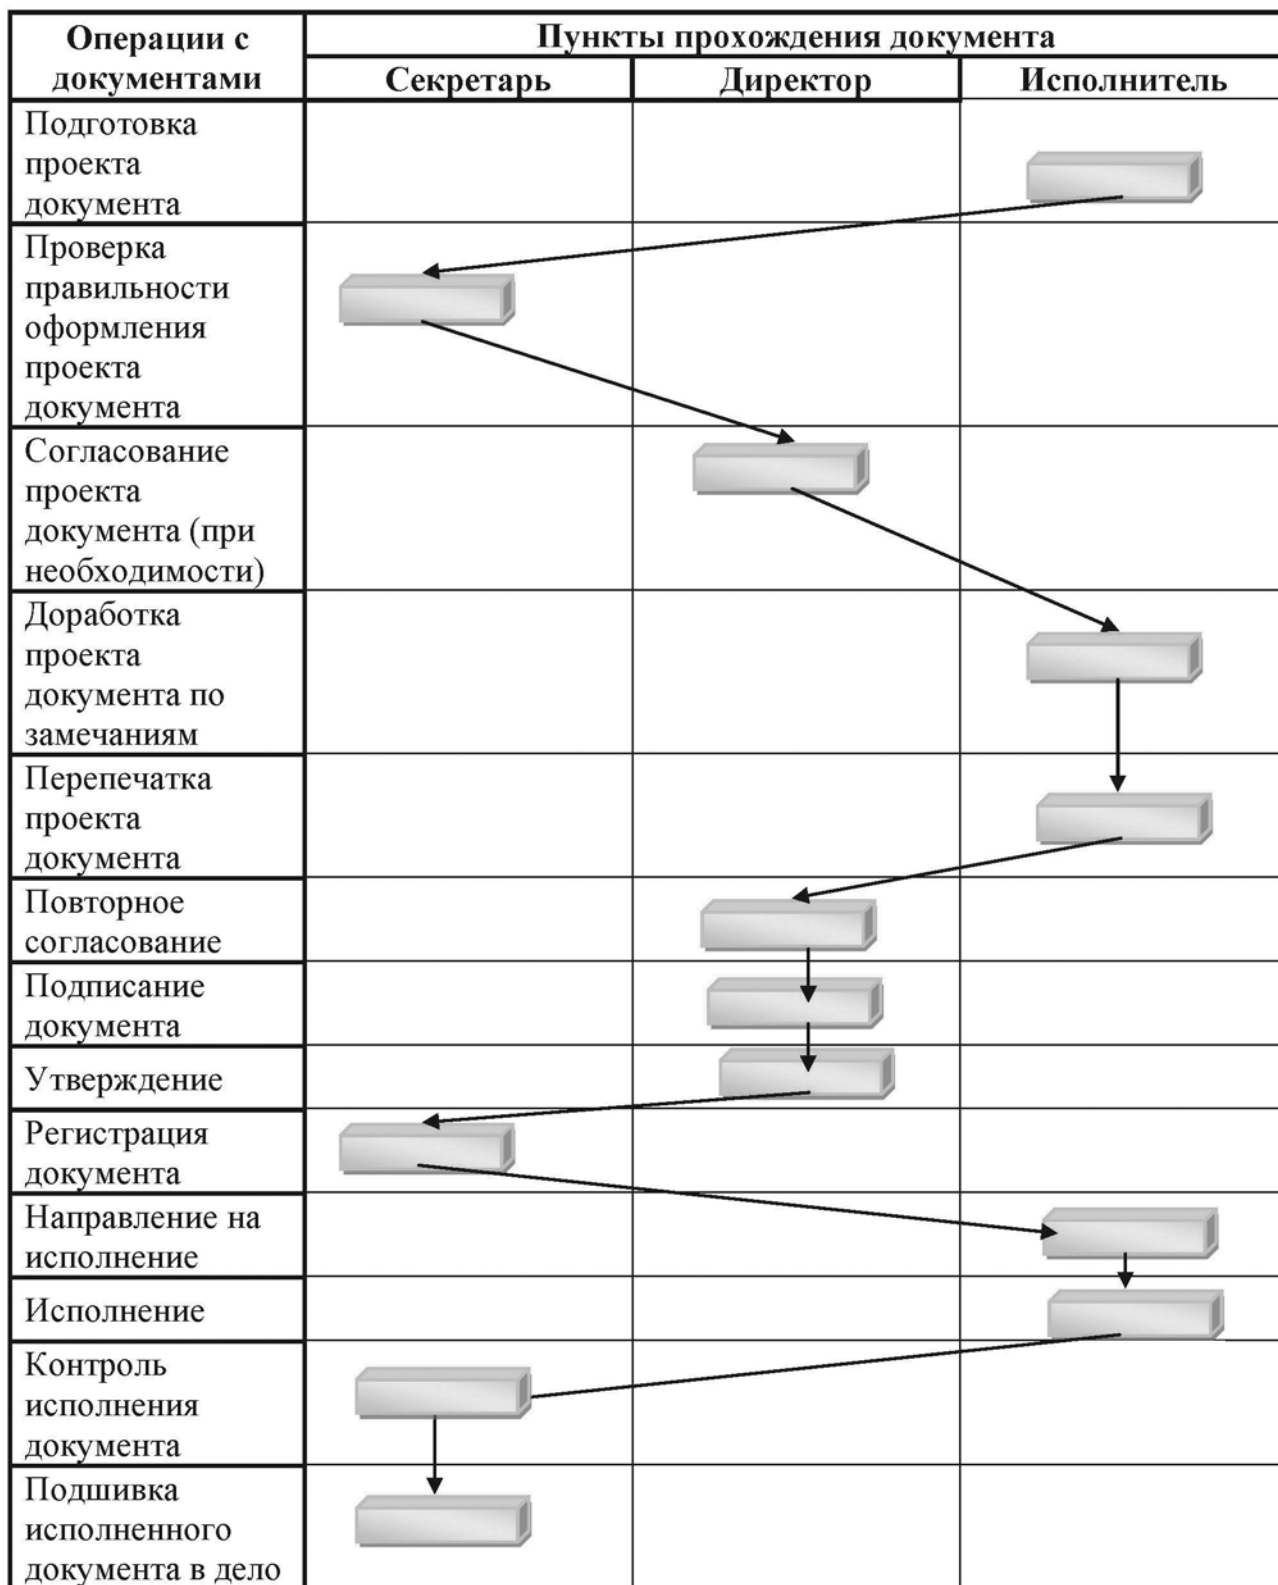 Операции с
документами
Пункты прохождения документа
Секретарь
Директор
Исполнитель
Подготовка
проекта
документа
Проверка
правильности
оформления
проекта
документа
Согласование
проекта
документа (при
необходимости)
Доработка
проекта
документа по
замечаниям
Перепечатка
проекта
документа
Повторное
согласование
Подписание
документа
Утверждение
Регистрация
документа
Направление на
исполнение
Исполнение
Контроль
исполнения
документа
Подшивка
исполненного
документа в дело